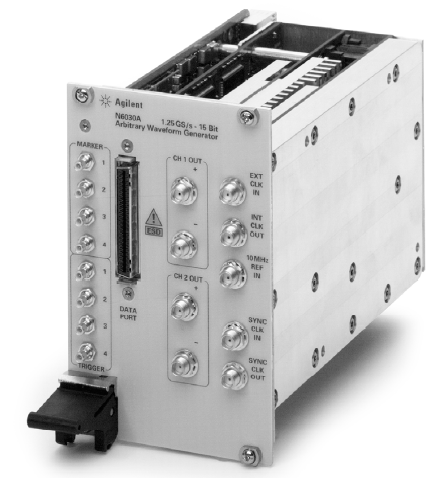 Agilent
N6030A 1.25 GS/s - 15 Bit
Arbitrary Waveform Generator
MARKER
1
2
3
4
1
2
3
4
TRIGGER
DATA
PORT
ESD
CH 1 OUT
+
-
CH 2 OUT
+
-
EXT
CLK
IN
INT
CLK
OUT
10 MHz
REF
IN
SYNC
CLK
IN
SYNC
CLK
OUT